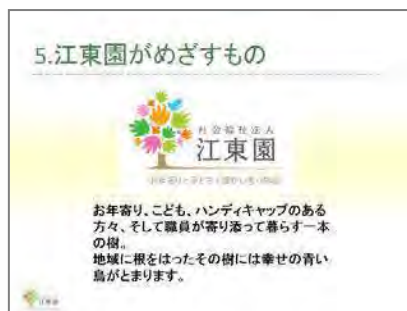 5.江東園がめざすもの
社会福祉法人
江東園
お年寄り、こども、ハンディキャップのある
方々、そして職員が寄り添って暮らす一本
の樹。
地域に根をはったその樹には幸せの青い
鳥がとまります。
江東園